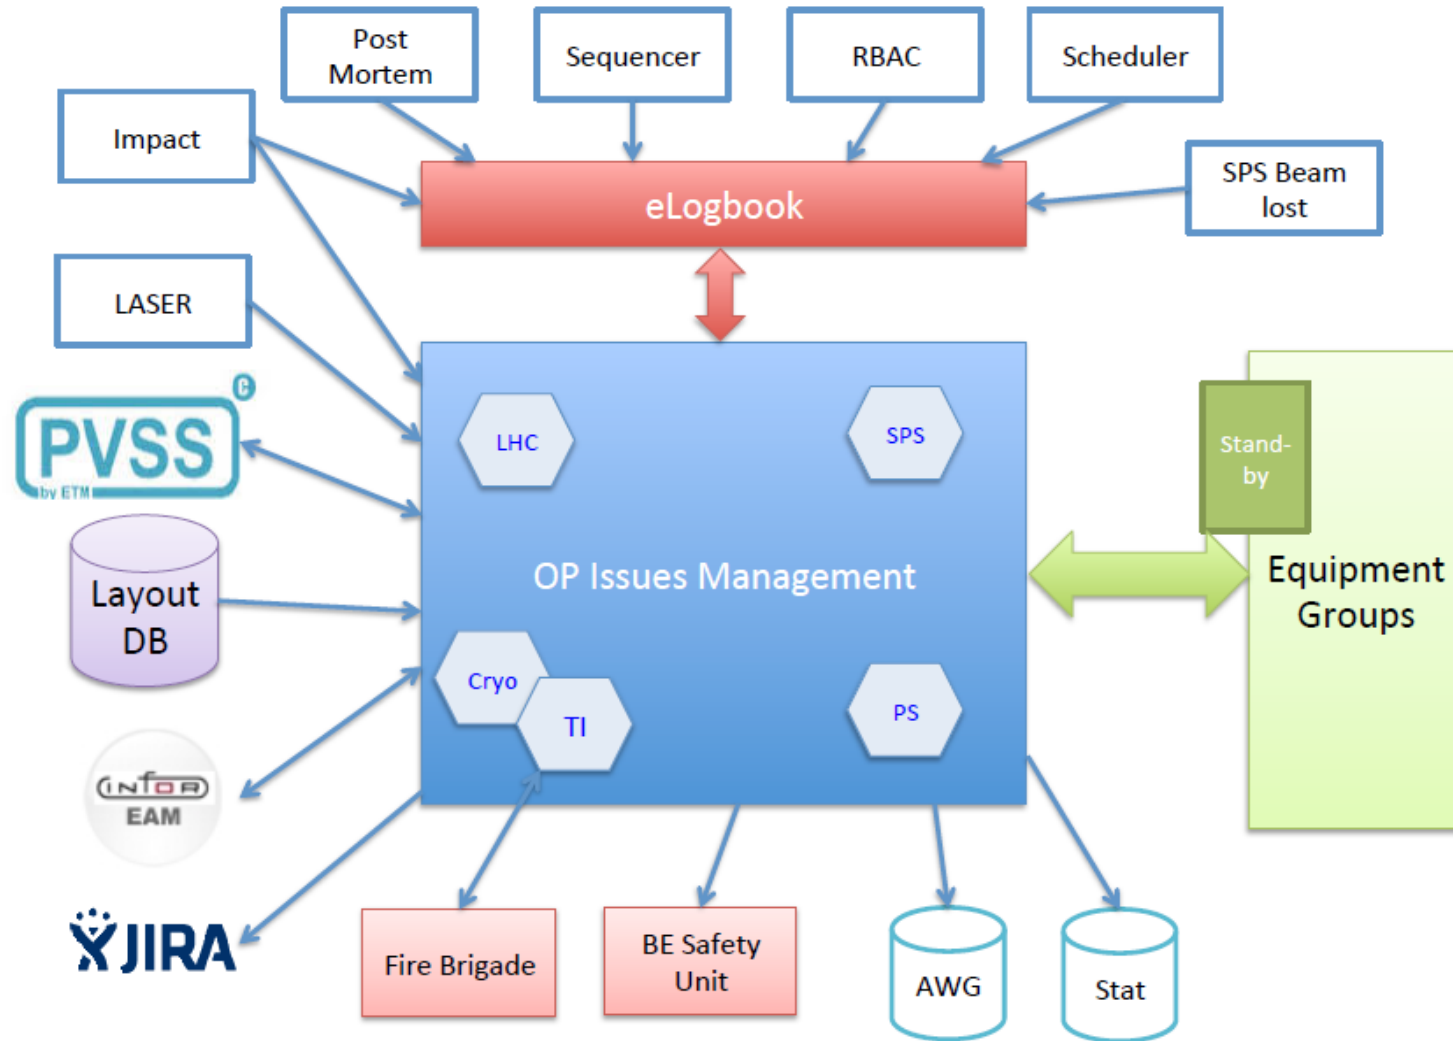 Post
Mortem
Sequencer
RBAC
Scheduler
Impact
SPS Beam
lost
eLogbook
LASER
PVSS
C
by ETM
LHC
SPS
Stand-
by
Layout
DB
OP Issues Management
Equipment
Groups
Cryo
TI
PS
infor
EAM
JIRA
Fire Brigade
BE Safety
Unit
AWG
Stat